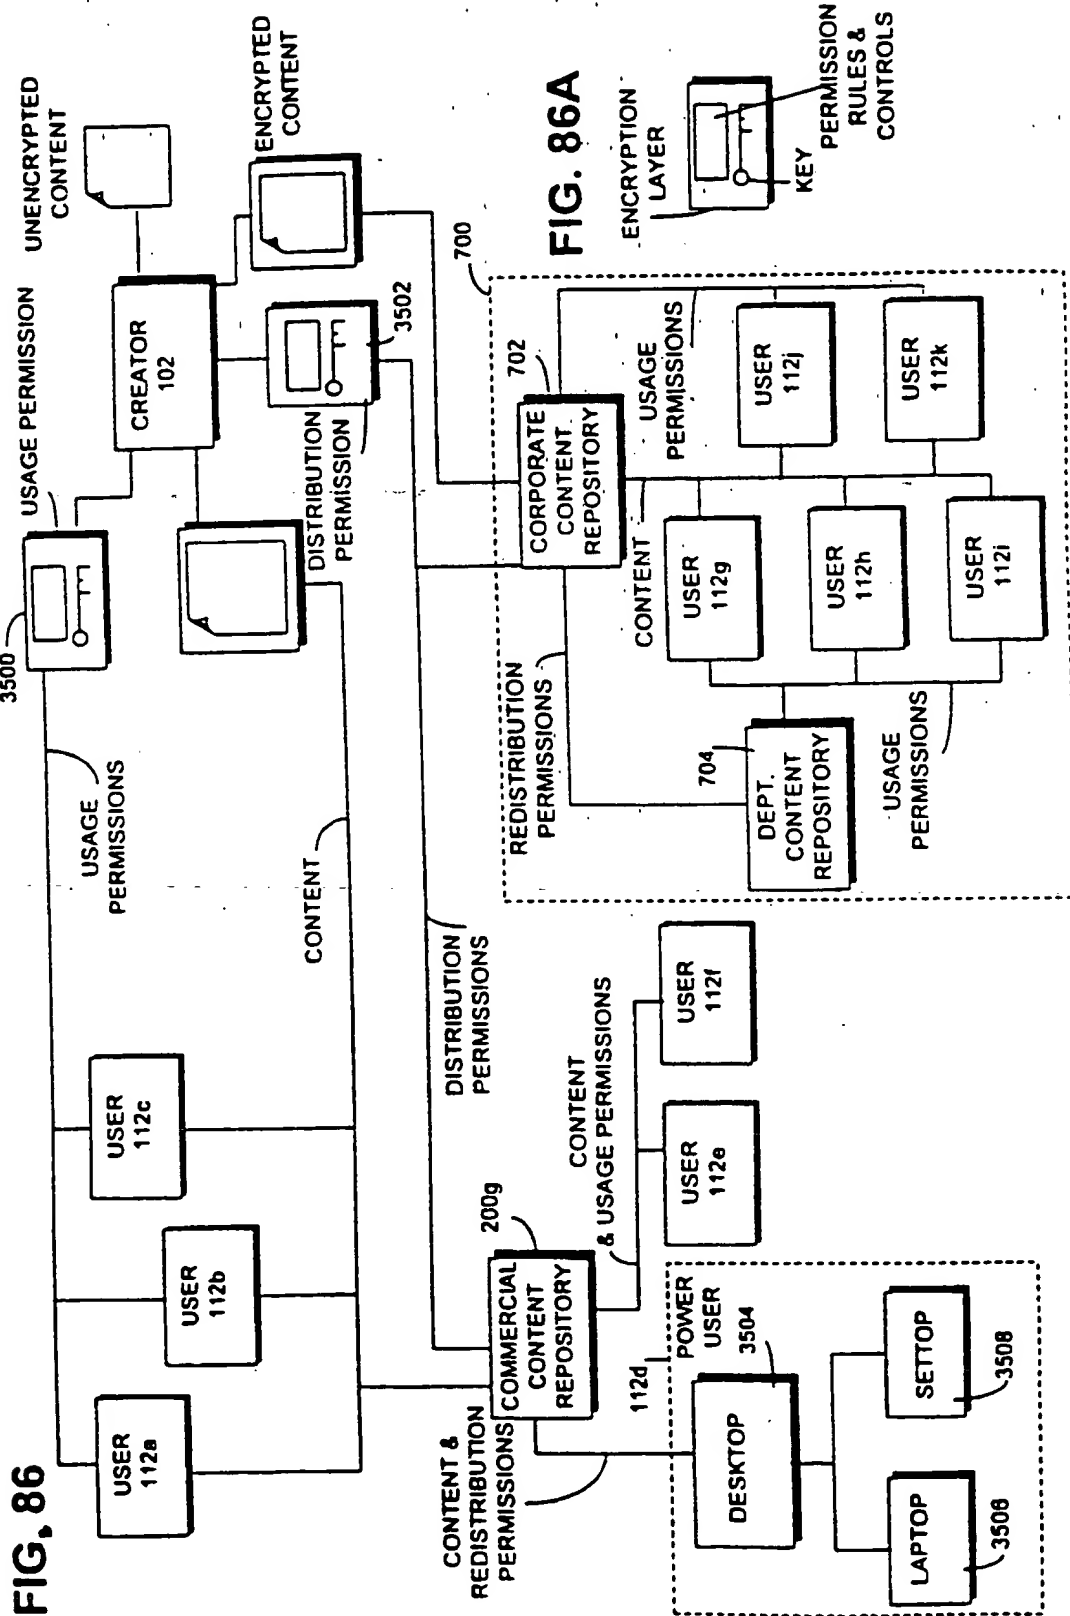 FIG. 86
3500
USAGE PERMISSION
UNENCRYPTED
CONTENT
CREATOR
102
ENCRYPTED
CONTENT
USAGE
PERMISSIONS
DISTRIBUTION
PERMISSION
3502
CONTENT
USER
112a
USER
112b
USER
112c
DISTRIBUTION
PERMISSIONS
COMMERCIAL
CONTENT
REPOSITORY
200g
CONTENT &
REDISTRIBUTION
PERMISSIONS
CONTENT
& USAGE PERMISSIONS
USER
112e
USER
112f
112d
POWER
USER
3504
DESKTOP
LAPTOP
3506
SETTOP
3508
700
702
CORPORATE
CONTENT
REPOSITORY
REDISTRIBUTION
PERMISSIONS
CONTENT
USAGE
PERMISSIONS
704
DEPT.
CONTENT
REPOSITORY
USAGE
PERMISSIONS
USER
112g
USER
112h
USER
112i
USER
112j
USER
112k
FIG. 86A
ENCRYPTION
LAYER
KEY
PERMISSION
RULES &
CONTROLS